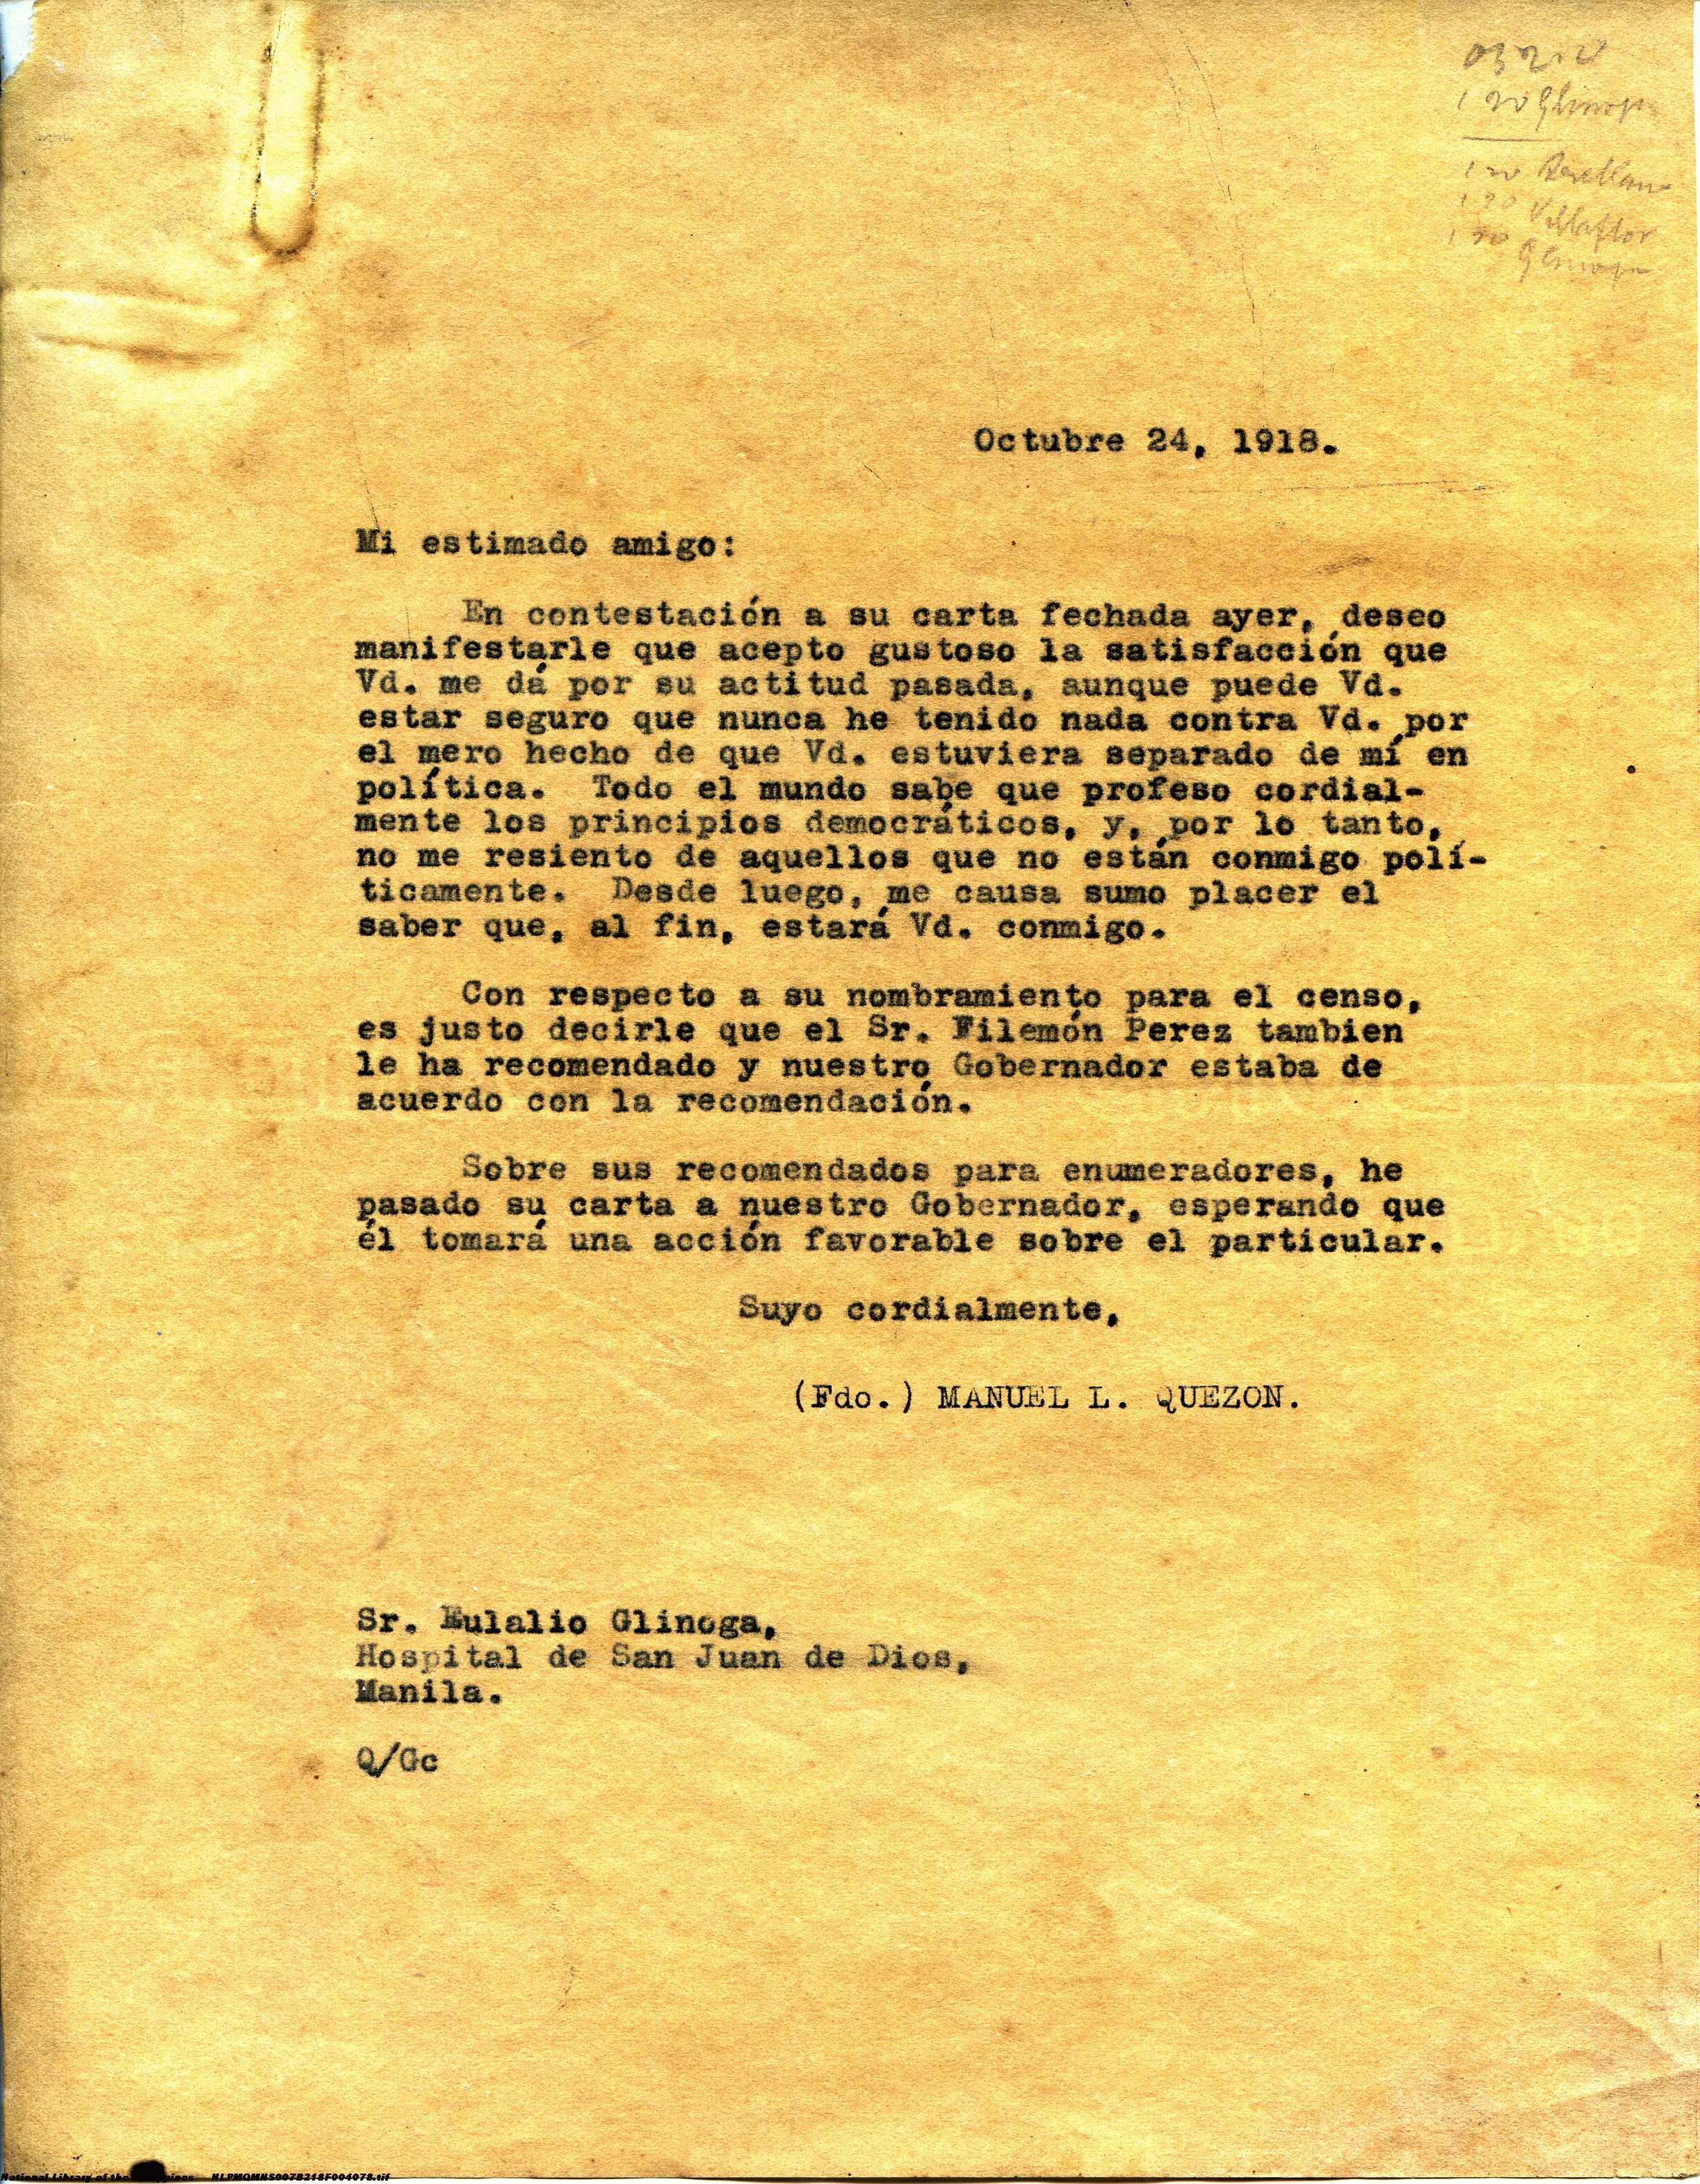 Octubre 24, 1918.
Mi estimado amigo:
En contestación a su carta fechada ayer, deseo
manifestarle que acepto gustoso la satisfacción que
Vd. me dá por su actitud pasada, aunque puede Vd.
estar seguro que nunca he tenido nada contra Vd. por
el mero hecho de que Vd. estuviera separado de mí en
política. Todo el mundo sabe que profeso cordial-
mente los principios democráticos, y, por lo tanto,
no me resiento de aquellos que no están conmigo polí-
ticamente. Desde luego, me causa sumo placer el
saber que, al fin, estará Vd. conmigo.
Con respecto a su nombramiento para el censo,
es justo decirle que el Sr. Filemón Perez tambien
le ha recomendado y nuestro Gobernador estaba de
acuerdo con la recomendación.
Sobre sus recomendados para enumeradores, he
pasado su carta a nuestro Gobernador, esperando que
él tomará una acción favorable sobre el particular.
Suyo cordialmente,
(Fdo.) MANUEL L. QUEZON.
Sr. Eulalio Glinoga,
Hospital de San Juan de Dios,
Manila.
Q/Gc
National Library of the